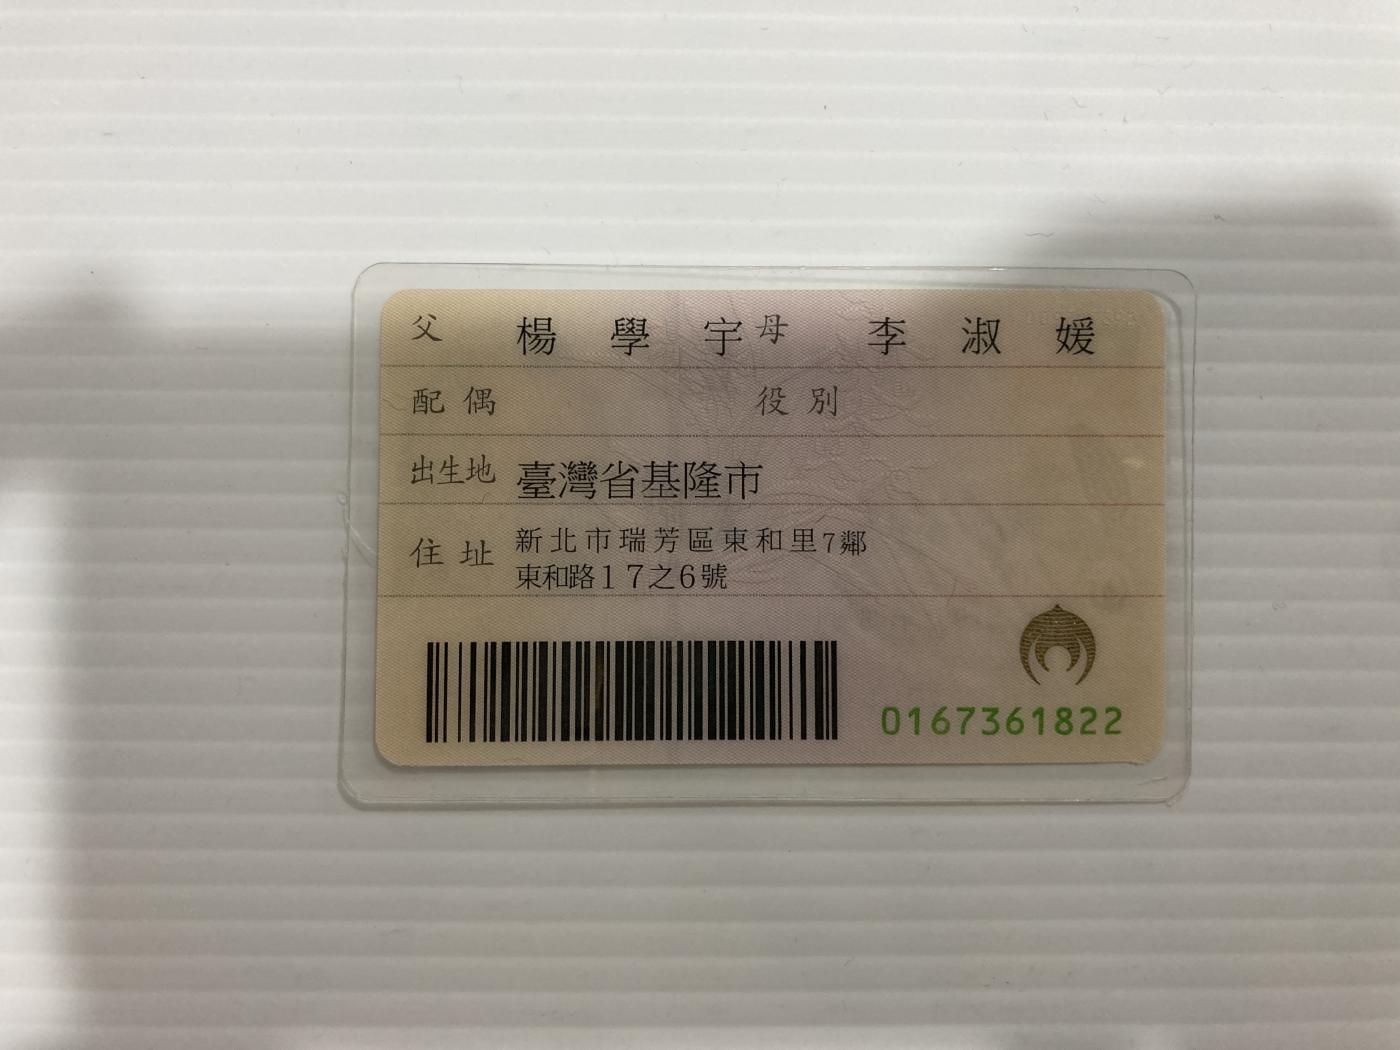 父 楊學宇 母 李淑媛
配偶 役別
出生地 臺灣省基隆市
住址 新北市瑞芳區東和里7鄰
東和路17之6號
0167361822